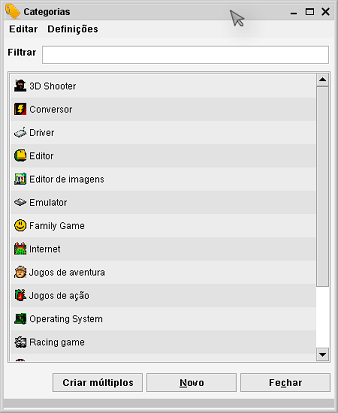 Categorias
Editar Definições
Filtrar
3D Shooter
Conversor
Driver
Editor
Editor de imagens
Emulator
Family Game
Internet
Jogos de aventura
Jogos de ação
Operating System
Racing game
Criar múltiplos Novo Fechar